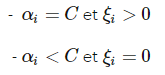 - αᵢ = C et ξᵢ > 0
- αᵢ < C et ξᵢ = 0